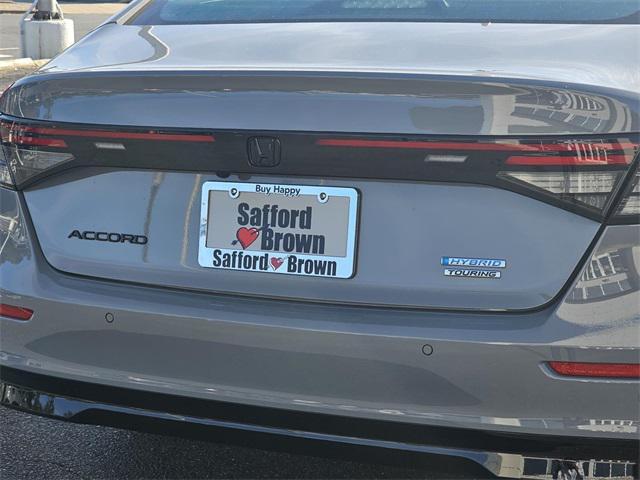 Buy Happy
Safford
Brown
Safford Brown
ACCORD
HYBRID
TOURING